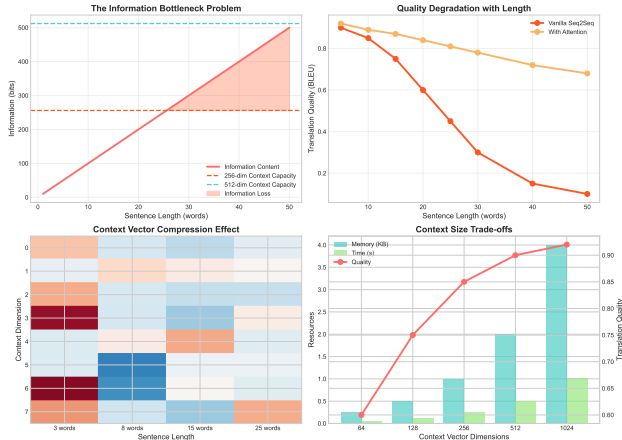 The Information Bottleneck Problem
Information (bits)
500
400
300
200
100
0
Information Content
256-dim Context Capacity
512-dim Context Capacity
Information Loss
0 10 20 30 40 50
Sentence Length (words)
Quality Degradation with Length
Translation Quality (BLEU)
0.8
0.6
0.4
0.2
Vanilla Seq2Seq
With Attention
10 20 30 40 50
Sentence Length (words)
Context Vector Compression Effect
Context Dimension
0
1
2
3
4
5
6
7
3 words 8 words 15 words 25 words
Sentence Length
Context Size Trade-offs
Resources
4.0
3.5
3.0
2.5
2.0
1.5
1.0
0.5
0.0
Memory (KB)
Time (s)
Quality
0.90
0.85
0.80
0.75
0.70
0.65
0.60
Translation Quality
64 128 256 512 1024
Context Vector Dimensions